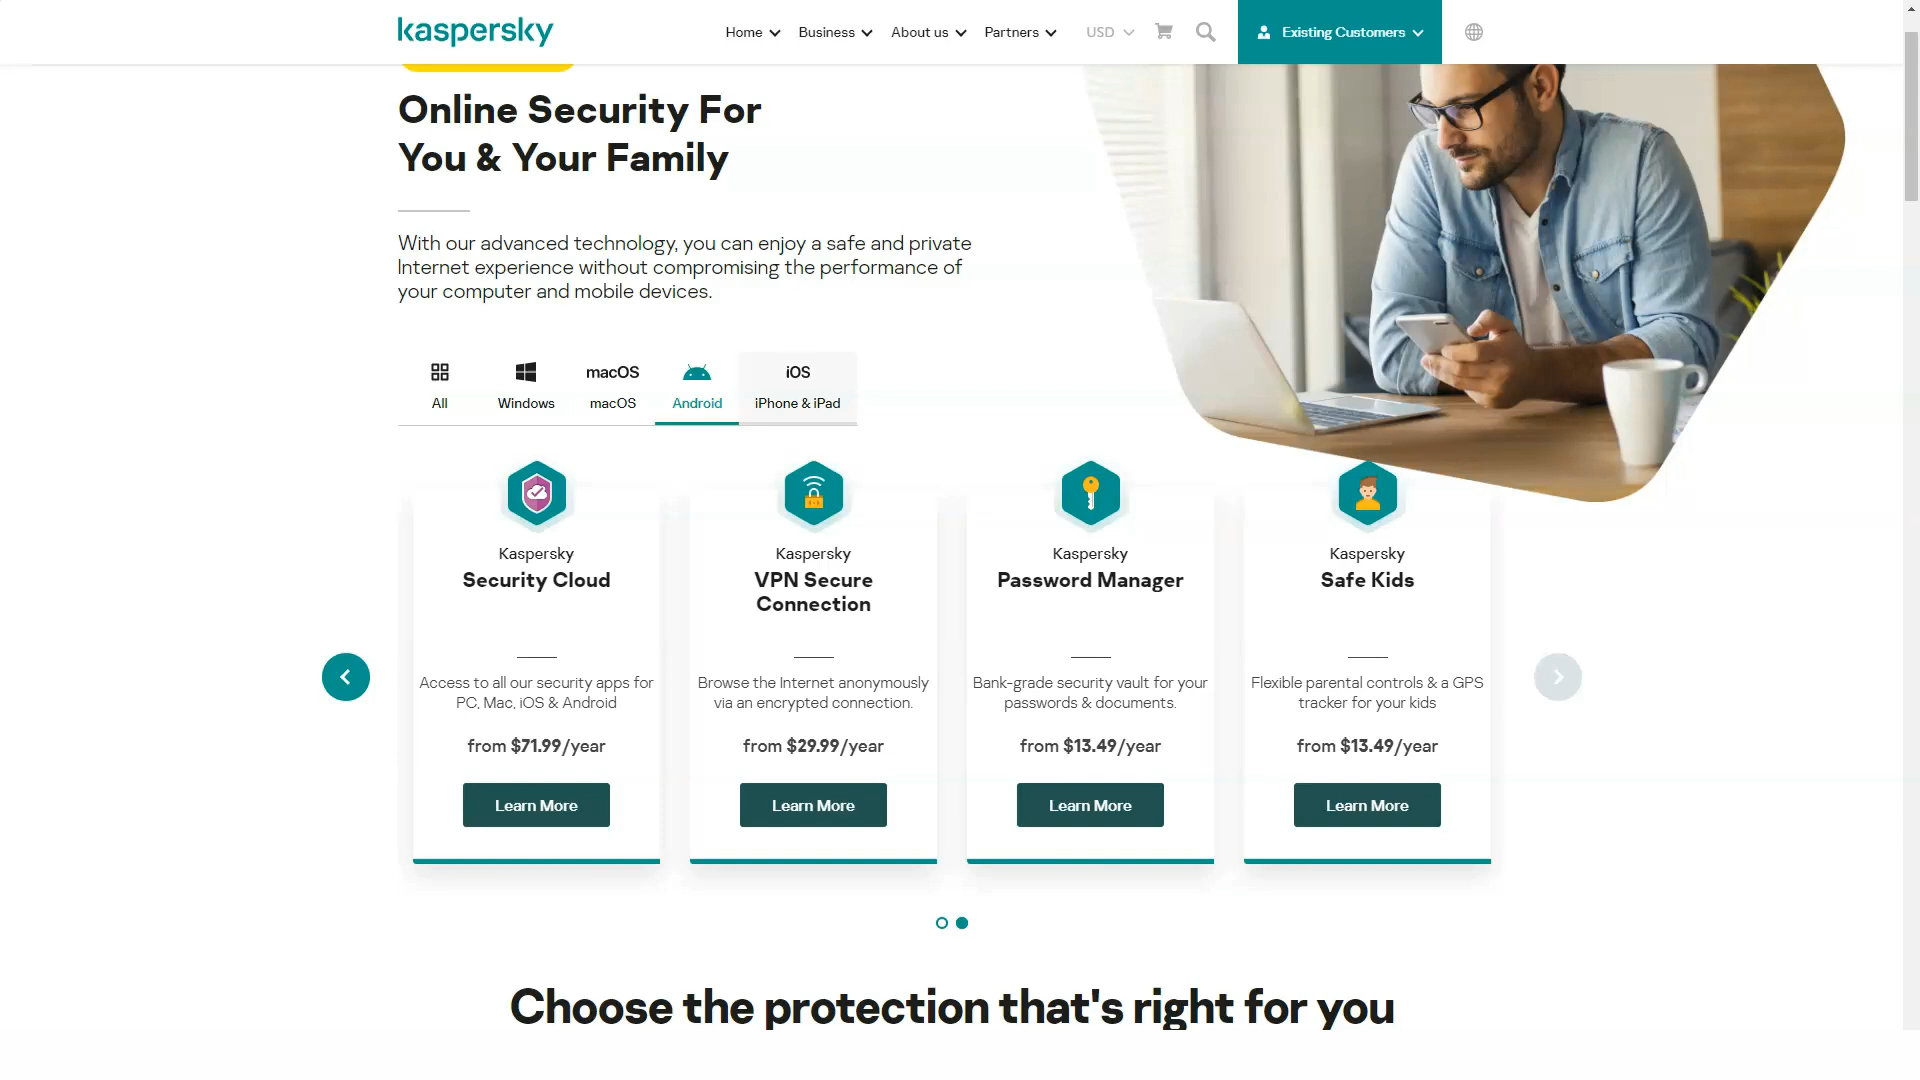 kaspersky
Home
Business
About us
Partners
USD
Existing Customers
Online Security For
You & Your Family
With our advanced technology, you can enjoy a safe and private
Internet experience without compromising the performance of
your computer and mobile devices.
All
Windows
macOS
macOS
Android
iOS
iPhone & iPad
Kaspersky
Security Cloud
Access to all our security apps for
PC, Mac, iOS & Android
from $71.99/year
Learn More
Kaspersky
VPN Secure
Connection
Browse the Internet anonymously
via an encrypted connection.
from $29.99/year
Learn More
Kaspersky
Password Manager
Bank-grade security vault for your
passwords & documents.
from $13.49/year
Learn More
Kaspersky
Safe Kids
Flexible parental controls & a GPS
tracker for your kids
from $13.49/year
Learn More
Choose the protection that's right for you